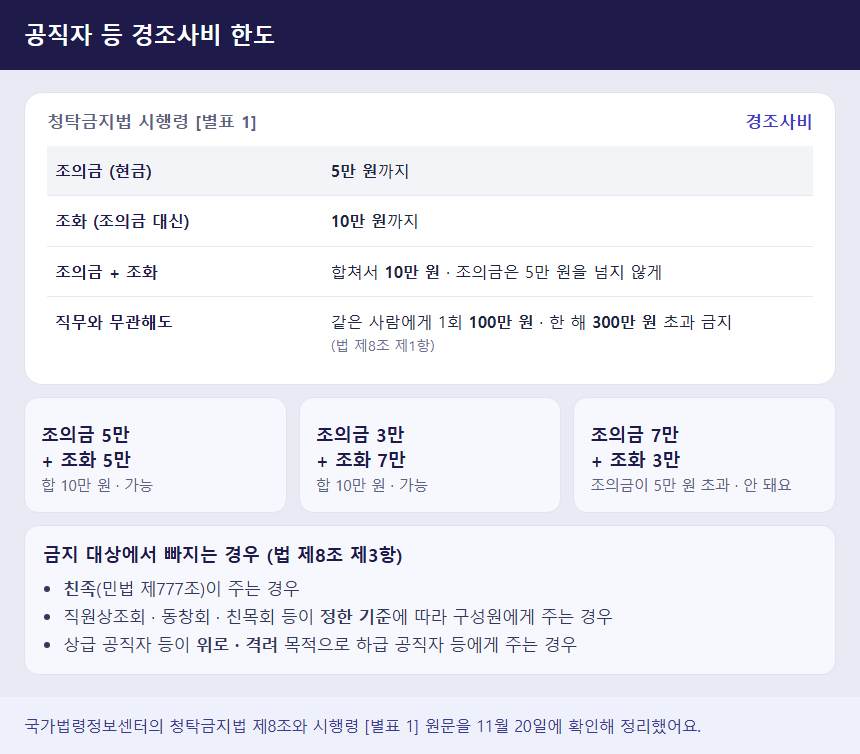 공직자 등 경조사비 한도
청탁금지법 시행령 [별표 1]
경조사비
조의금 (현금)
5만 원까지
조화 (조의금 대신)
10만 원까지
조의금 + 조화
합쳐서 10만 원 · 조의금은 5만 원을 넘지 않게
직무와 무관해도
같은 사람에게 1회 100만 원 · 한 해 300만 원 초과 금지
(법 제8조 제1항)
조의금 5만
+ 조화 5만
합 10만 원 · 가능
조의금 3만
+ 조화 7만
합 10만 원 · 가능
조의금 7만
+ 조화 3만
조의금이 5만 원 초과 · 안 돼요
금지 대상에서 빠지는 경우 (법 제8조 제3항)
• 친족(민법 제777조)이 주는 경우
• 직원상조회 · 동창회 · 친목회 등이 정한 기준에 따라 구성원에게 주는 경우
• 상급 공직자 등이 위로 · 격려 목적으로 하급 공직자 등에게 주는 경우
국가법령정보센터의 청탁금지법 제8조와 시행령 [별표 1] 원문을 11월 20일에 확인해 정리했어요.